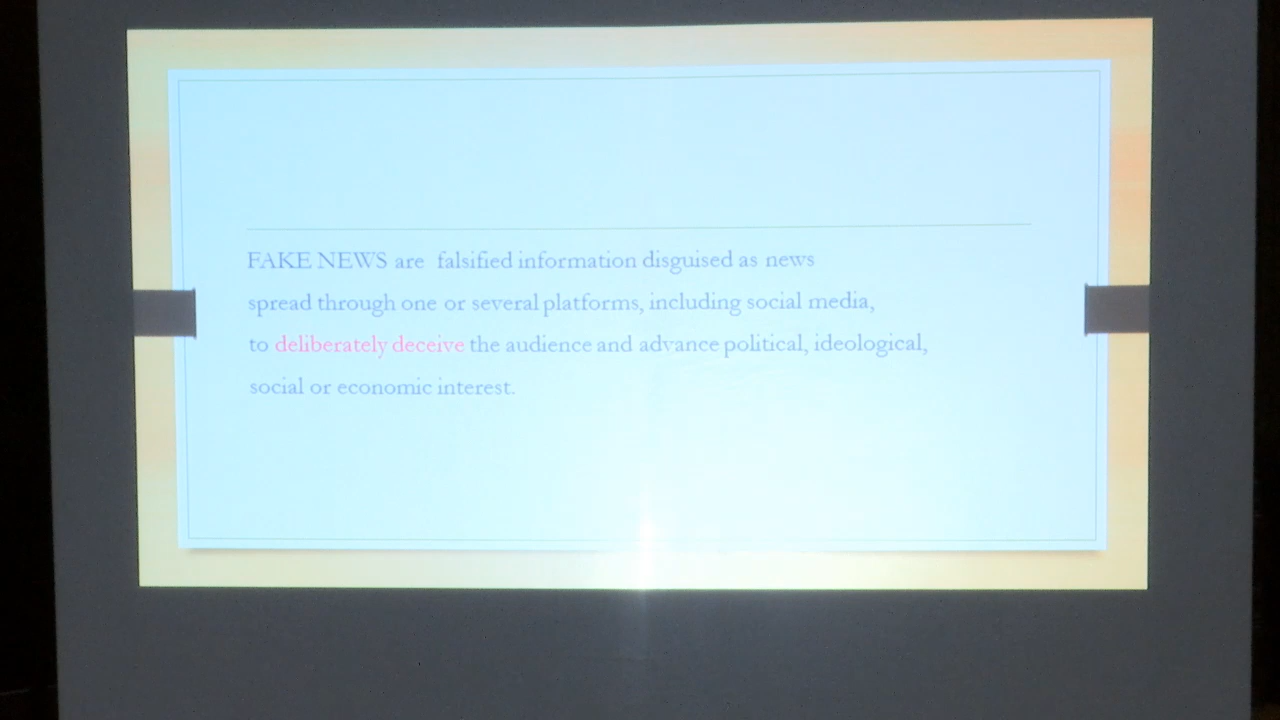 FAKE NEWS are falsified information disguised as news
spread through one or several platforms, including social media,
to deliberately deceive the audience and advance political, ideological,
social or economic interest.